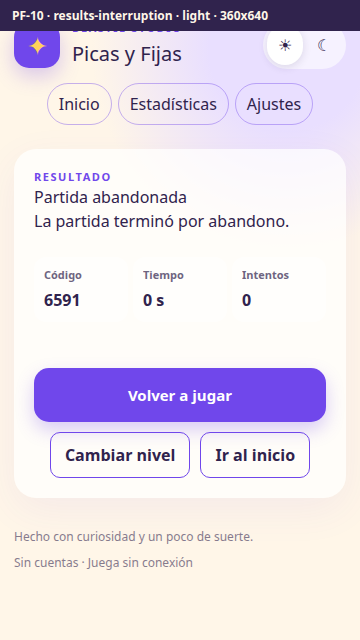 PF-10 · results-interruption · light · 360x640
Picas y Fijas
Inicio
Estadísticas
Ajustes
RESULTADO
Partida abandonada
La partida terminó por abandono.
Código
Tiempo
Intentos
6591
0 s
0
Volver a jugar
Cambiar nivel
Ir al inicio
Hecho con curiosidad y un poco de suerte.
Sin cuentas · Juega sin conexión